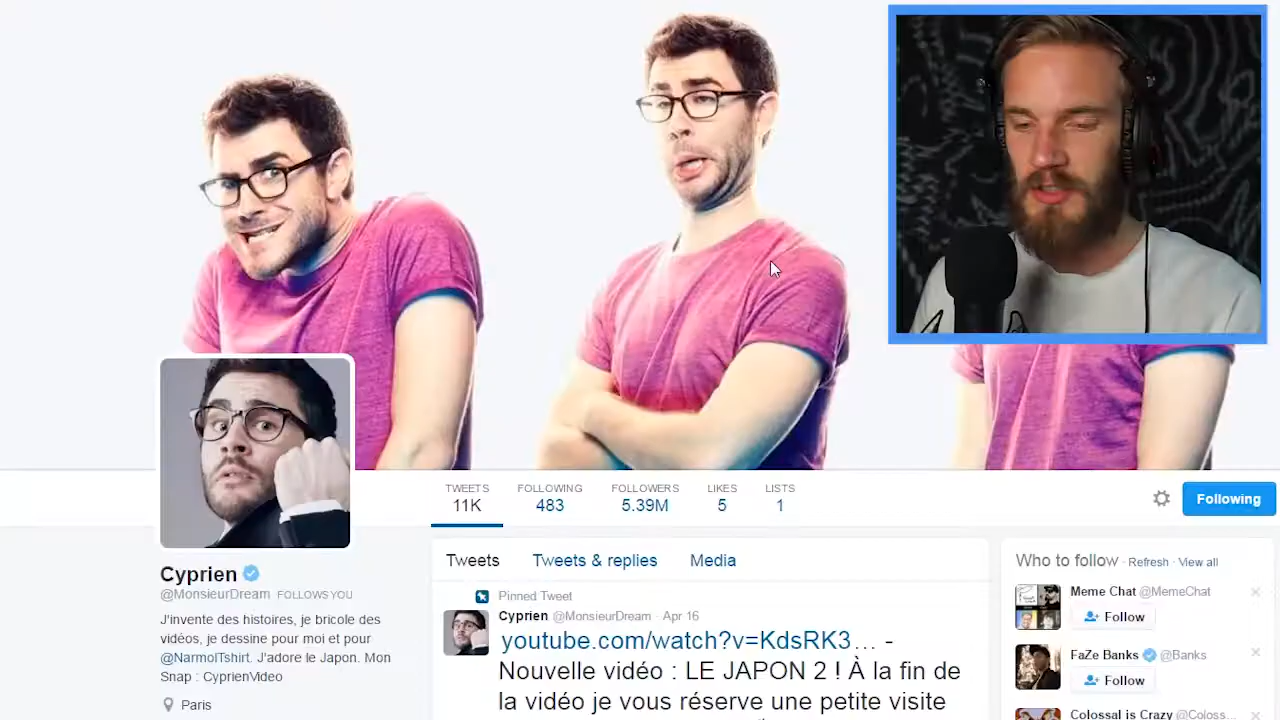 TWEETS
11K
FOLLOWING
483
FOLLOWERS
5.39M
LIKES
5
LISTS
1
Following
Cyprien
@MonsieurDream FOLLOWS YOU
J'invente des histoires, je bricole des
vidéos, je dessine pour moi et pour
@NarmolTshirt. J'adore le Japon. Mon
Snap : CyprienVideo
Paris
Tweets Tweets & replies Media
Pinned Tweet
Cyprien @MonsieurDream · Apr 16
youtube.com/watch?v=KdsRK3… -
Nouvelle vidéo : LE JAPON 2 ! À la fin de
la vidéo je vous réserve une petite visite
Who to follow · Refresh · View all
Meme Chat @MemeChat
Follow
FaZe Banks @Banks
Follow
Colossal is Crazy @Coloss...